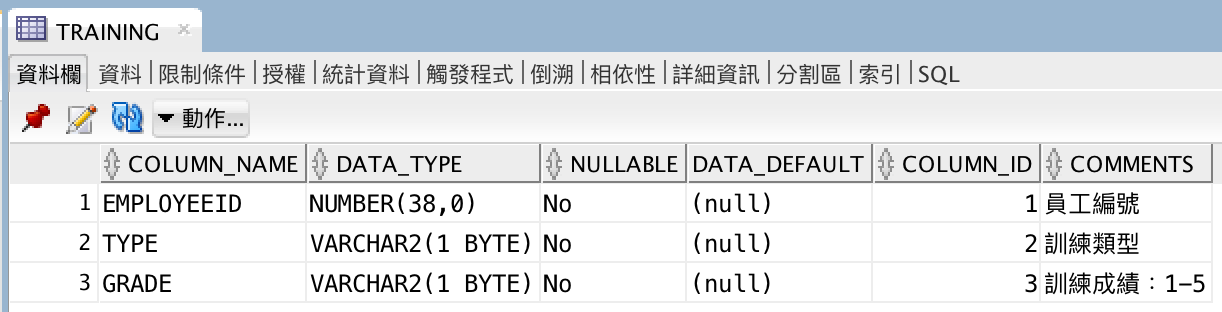 TRAINING
資料欄 資料 |限制條件 |授權 |統計資料 |觸發程式 |倒溯 |相依性 |詳細資訊 |分割區 |索引 |SQL
動作...
COLUMN_NAME DATA_TYPE NULLABLE DATA_DEFAULT COLUMN_ID COMMENTS
1 EMPLOYEEID NUMBER(38,0) No (null) 1 員工編號
2 TYPE VARCHAR2(1 BYTE) No (null) 2 訓練類型
3 GRADE VARCHAR2(1 BYTE) No (null) 3 訓練成績：1-5